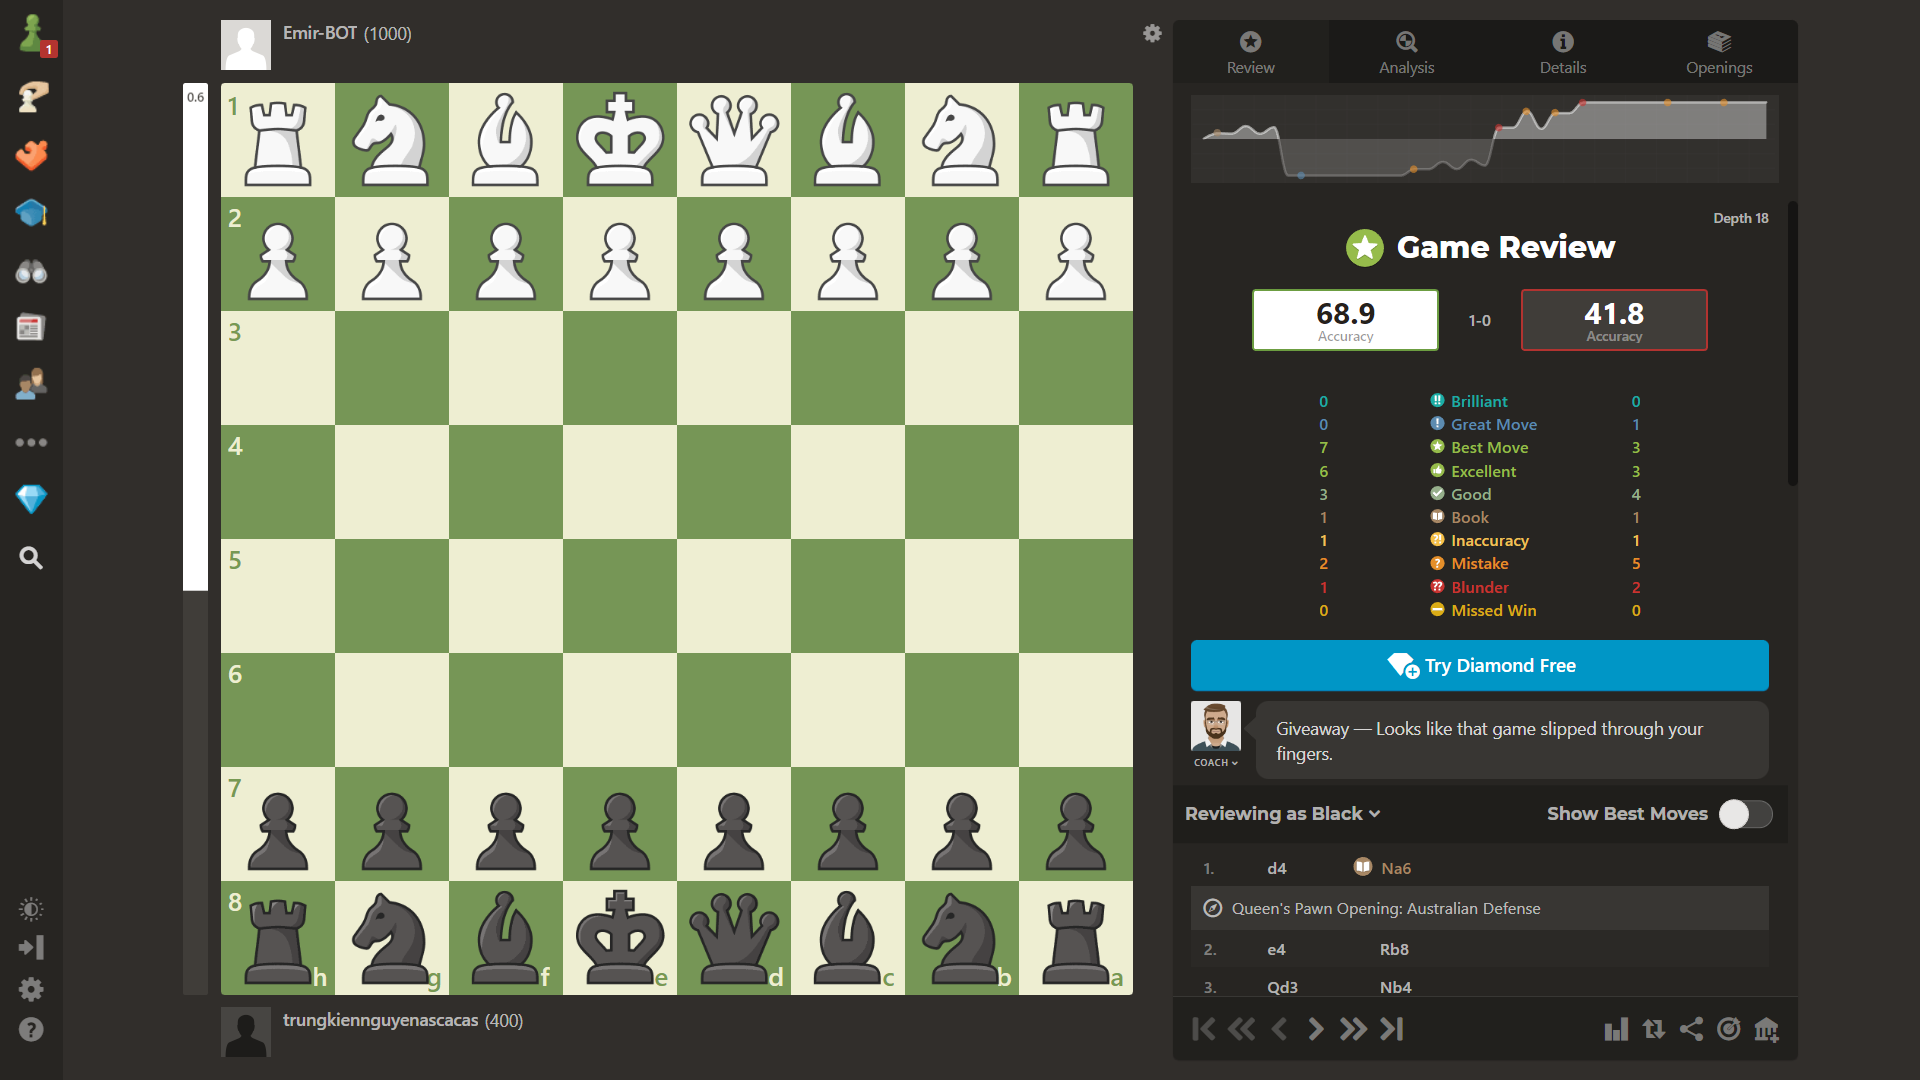 1
Emir-BOT (1000)
0.6
1
2
3
4
5
6
7
8
h g f e d c b a
trungkiennguyenascacas (400)
Review Analysis Details Openings
Depth 18
Game Review
68.9 1-0 41.8
Accuracy Accuracy
0 Brilliant 0
0 Great Move 1
7 Best Move 3
6 Excellent 3
3 Good 4
1 Book 1
1 Inaccuracy 1
2 Mistake 5
1 Blunder 2
0 Missed Win 0
Try Diamond Free
Giveaway — Looks like that game slipped through your
fingers.
COACH
Reviewing as Black Show Best Moves
1. d4 Na6
Queen's Pawn Opening: Australian Defense
2. e4 Rb8
3. Qd3 Nb4